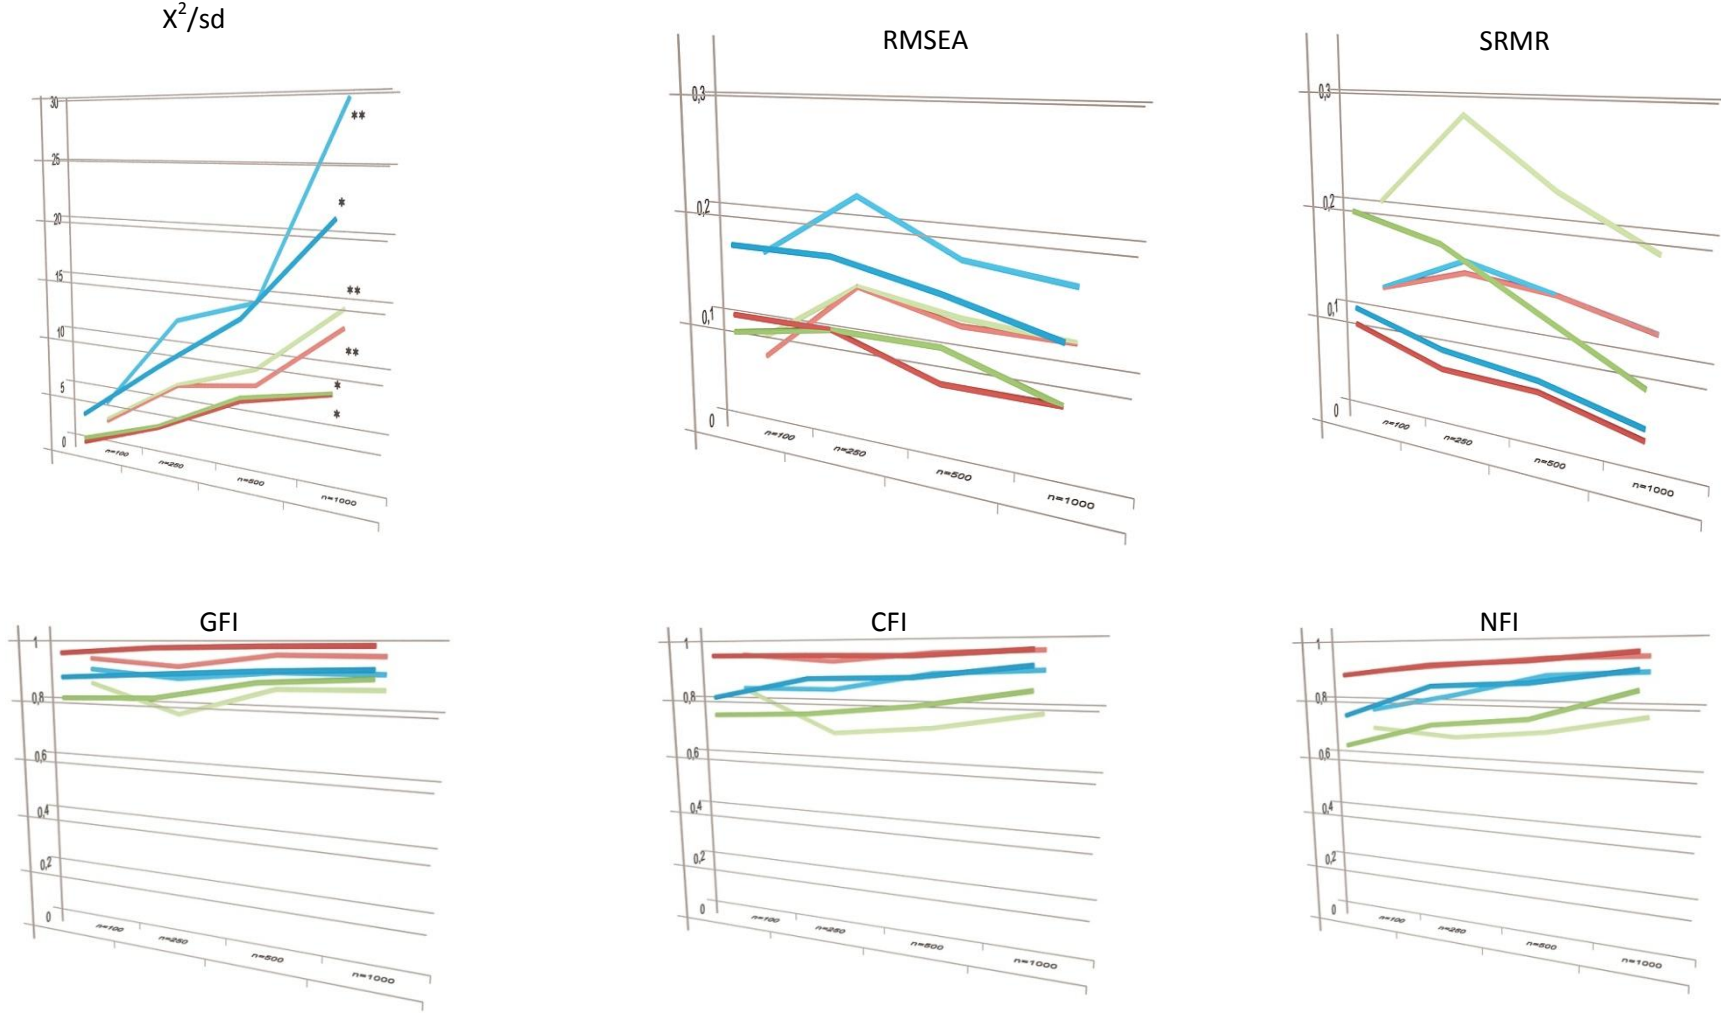 X²/sd
30
**
25
*
20
15
**
10
**
5
*
*
0
n=100
n=250
n=500
n=1000
RMSEA
0,3
0,2
0,1
0
n=100
n=250
n=500
n=1000
SRMR
0,3
0,2
0,1
0
n=100
n=250
n=500
n=1000
GFI
1
0,8
0,6
0,4
0,2
0
n=100
n=250
n=500
n=1000
CFI
1
0,8
0,6
0,4
0,2
0
n=100
n=250
n=500
n=1000
NFI
1
0,8
0,6
0,4
0,2
0
n=100
n=250
n=500
n=1000